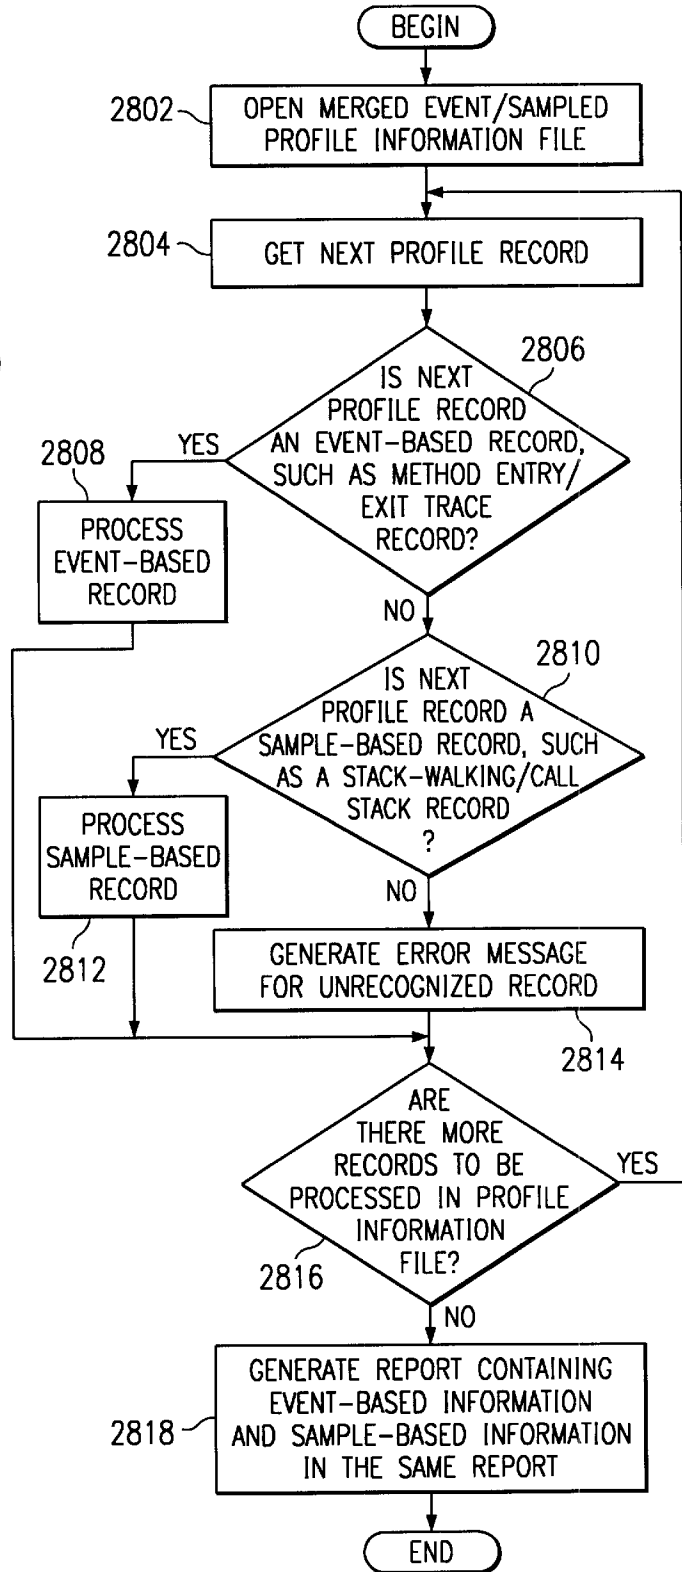 BEGIN
2802
OPEN MERGED EVENT/SAMPLED
PROFILE INFORMATION FILE
2804
GET NEXT PROFILE RECORD
2806
IS NEXT
PROFILE RECORD
AN EVENT-BASED RECORD,
SUCH AS METHOD ENTRY/
EXIT TRACE
RECORD?
YES
2808
PROCESS
EVENT-BASED
RECORD
NO
2810
IS NEXT
PROFILE RECORD A
SAMPLE-BASED RECORD, SUCH
AS A STACK-WALKING/CALL
STACK RECORD
?
YES
PROCESS
SAMPLE-BASED
RECORD
2812
NO
GENERATE ERROR MESSAGE
FOR UNRECOGNIZED RECORD
2814
ARE
THERE MORE
RECORDS TO BE
PROCESSED IN PROFILE
INFORMATION
FILE?
YES
2816
NO
GENERATE REPORT CONTAINING
EVENT-BASED INFORMATION
AND SAMPLE-BASED INFORMATION
IN THE SAME REPORT
2818
END